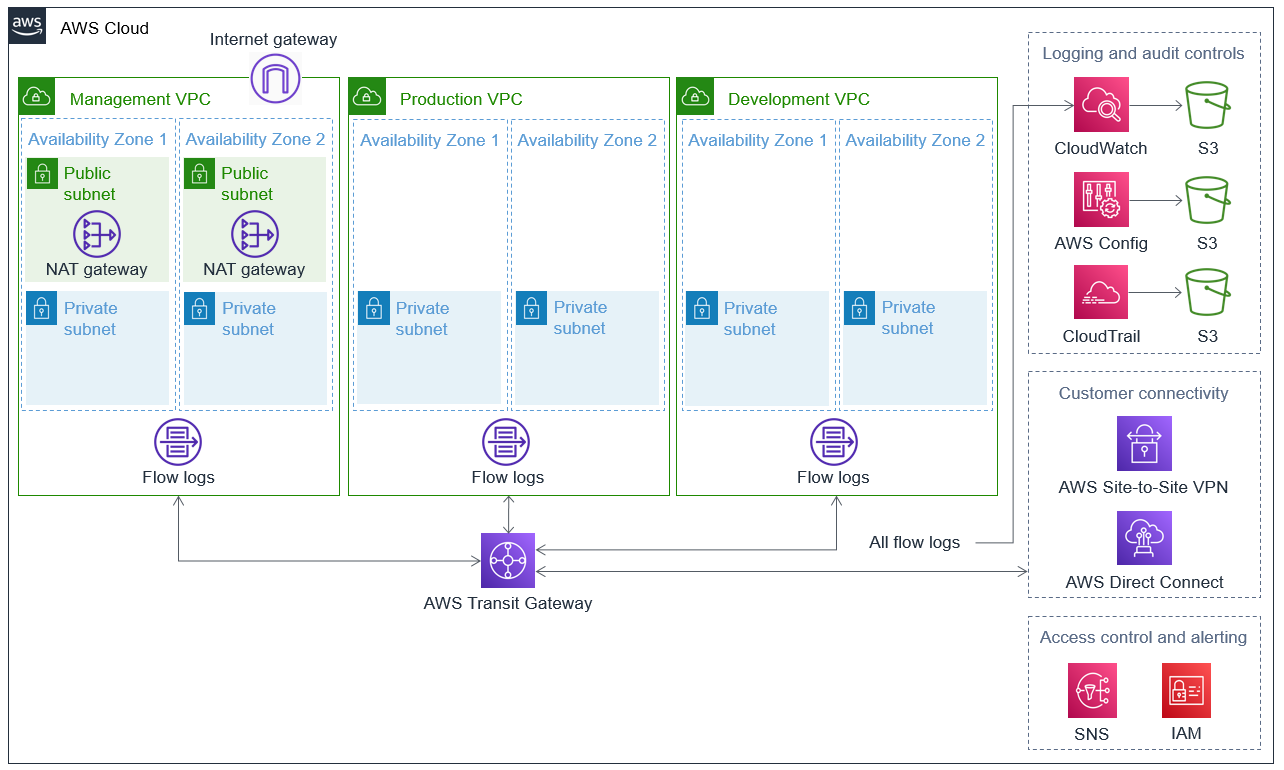 aws
AWS Cloud
Internet gateway
Management VPC
Availability Zone 1
Availability Zone 2
Public
subnet
NAT gateway
Public
subnet
NAT gateway
Private
subnet
Private
subnet
Flow logs
Production VPC
Availability Zone 1
Availability Zone 2
Private
subnet
Private
subnet
Flow logs
Development VPC
Availability Zone 1
Availability Zone 2
Private
subnet
Private
subnet
Flow logs
AWS Transit Gateway
All flow logs
Logging and audit controls
CloudWatch
S3
AWS Config
S3
CloudTrail
S3
Customer connectivity
AWS Site-to-Site VPN
AWS Direct Connect
Access control and alerting
SNS
IAM